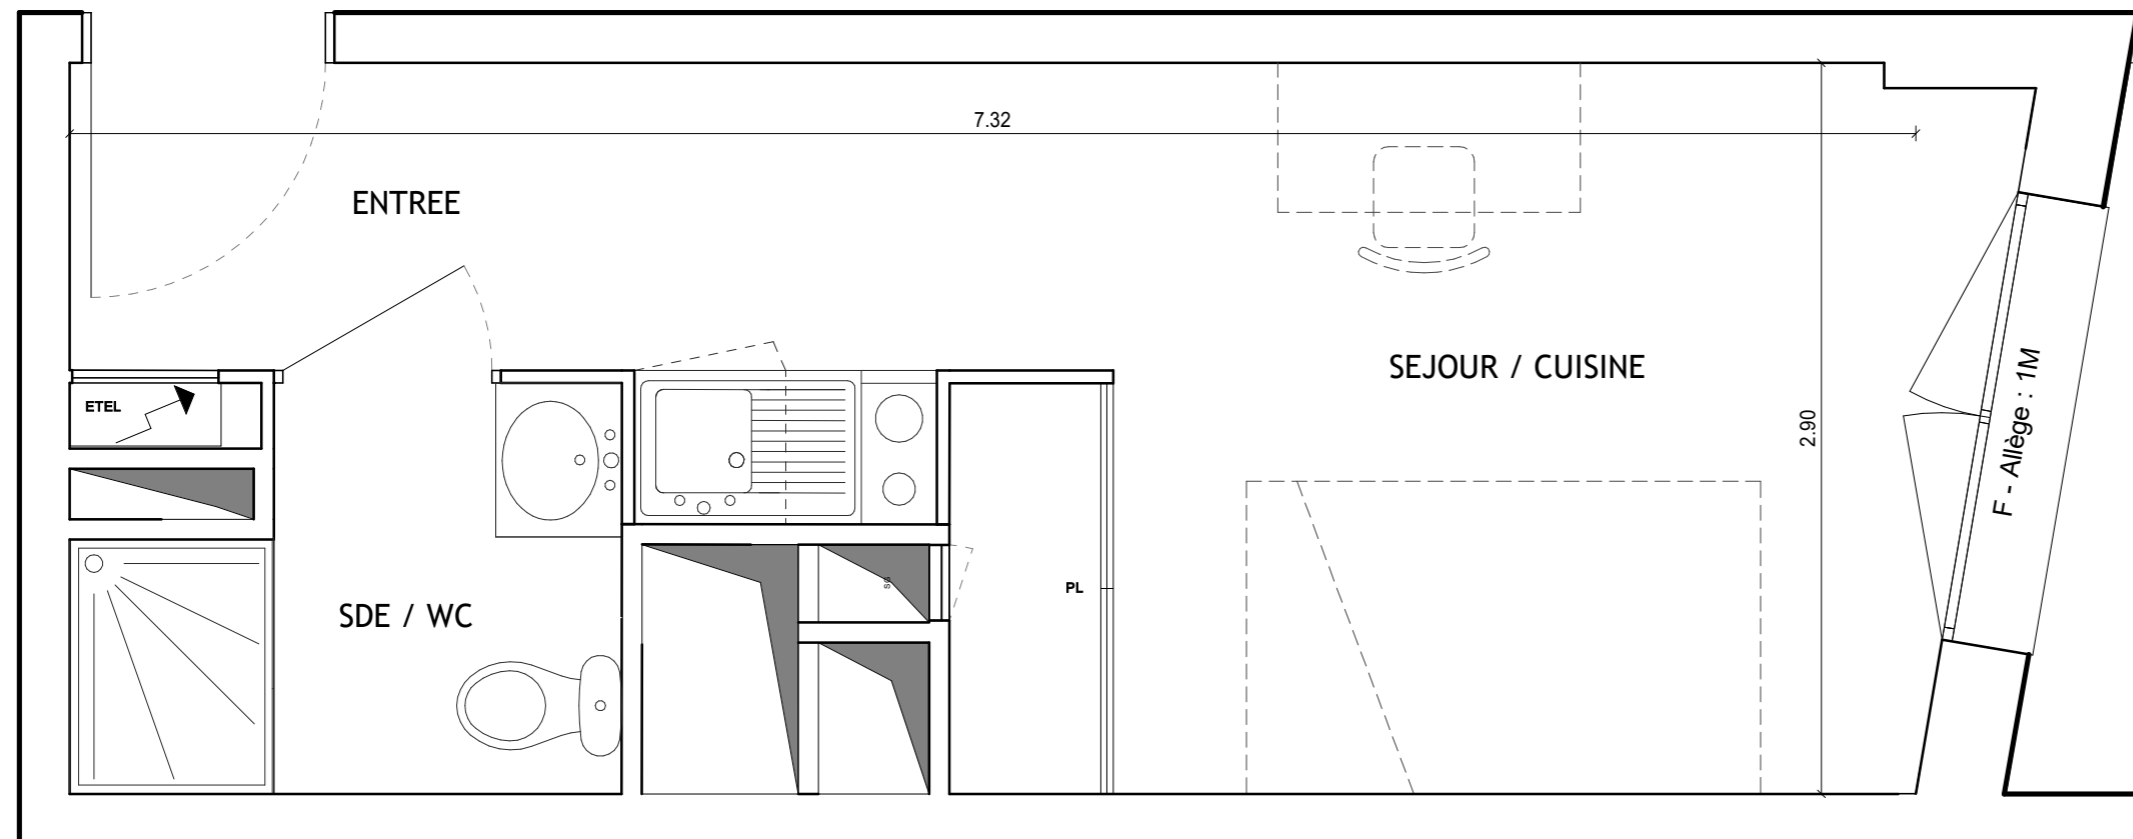 7.32
ENTREE
SEJOUR / CUISINE
F - Allège : 1M
2.90
ETEL
PL
SDE / WC